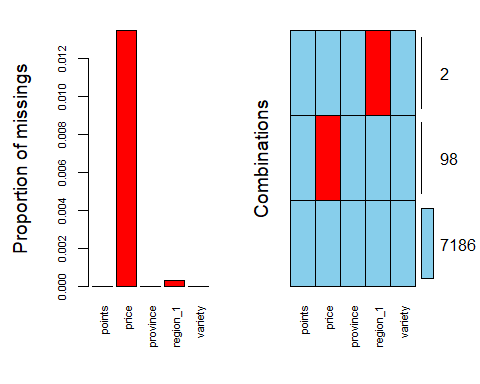 Proportion of missings
0.012
0.010
0.008
0.006
0.004
0.002
0.000
points
price
province
region_1
variety
Combinations
2
98
7186
points
price
province
region_1
variety